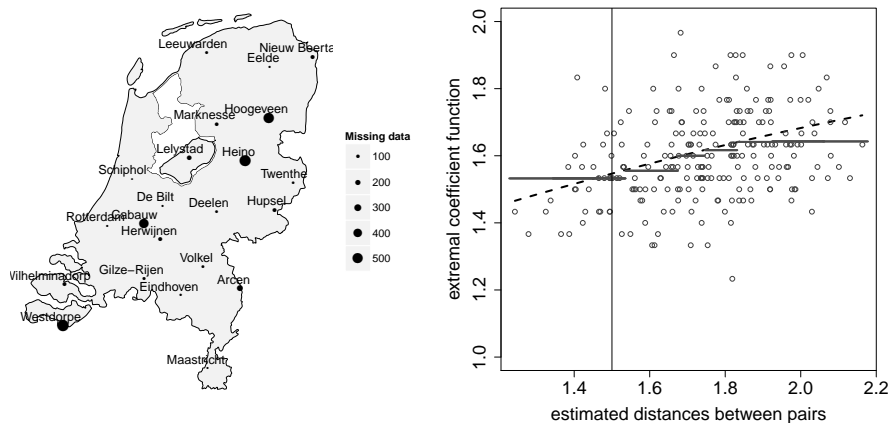 Leeuwarden
Nieuw Beerta
Eelde
Marknesse
Hoogeveen
Lelystad
Heino
Schiphol
Twenthe
De Bilt
Deelen
Hupsel
Rotterdam
Cabauw
Herwijnen
Volkel
Gilze−Rijen
Wilhelminadorp
Eindhoven
Arcen
Westdorpe
Maastricht
Missing data
100
200
300
400
500
extremal coefficient function
2.0
1.8
1.6
1.4
1.2
1.0
1.4 1.6 1.8 2.0 2.2
estimated distances between pairs